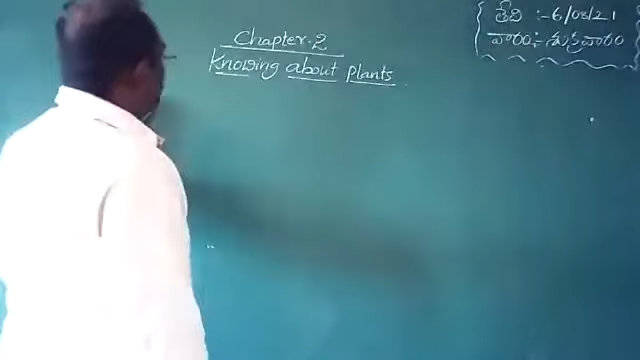 Chapter-2
Knowing about plants
తేది :- 6/08/21
వారం:- శుక్రవారం